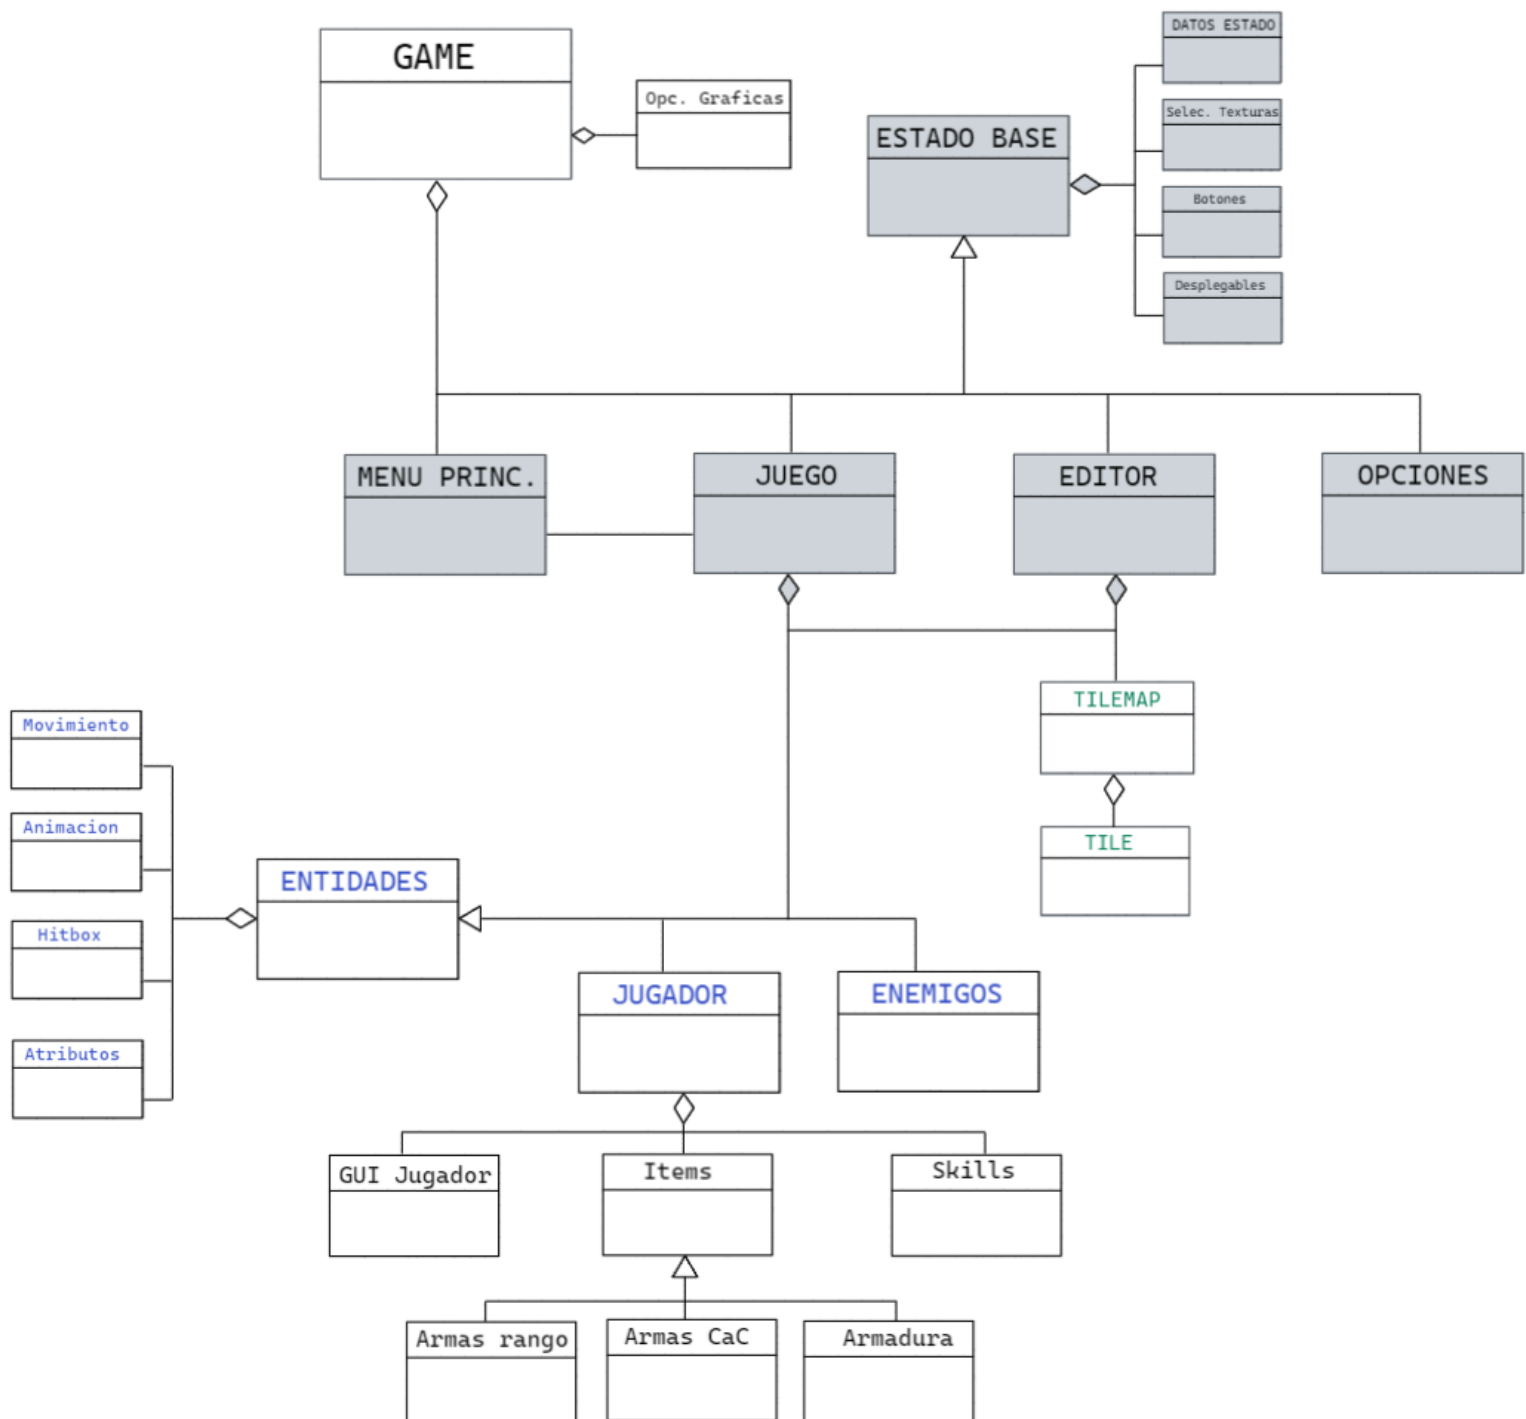 GAME
Opc. Graficas
ESTADO BASE
DATOS ESTADO
Selec. Texturas
Botones
Desplegables
MENU PRINC.
JUEGO
EDITOR
OPCIONES
TILEMAP
TILE
Movimiento
Animacion
Hitbox
Atributos
ENTIDADES
JUGADOR
ENEMIGOS
GUI Jugador
Items
Skills
Armas rango
Armas CaC
Armadura